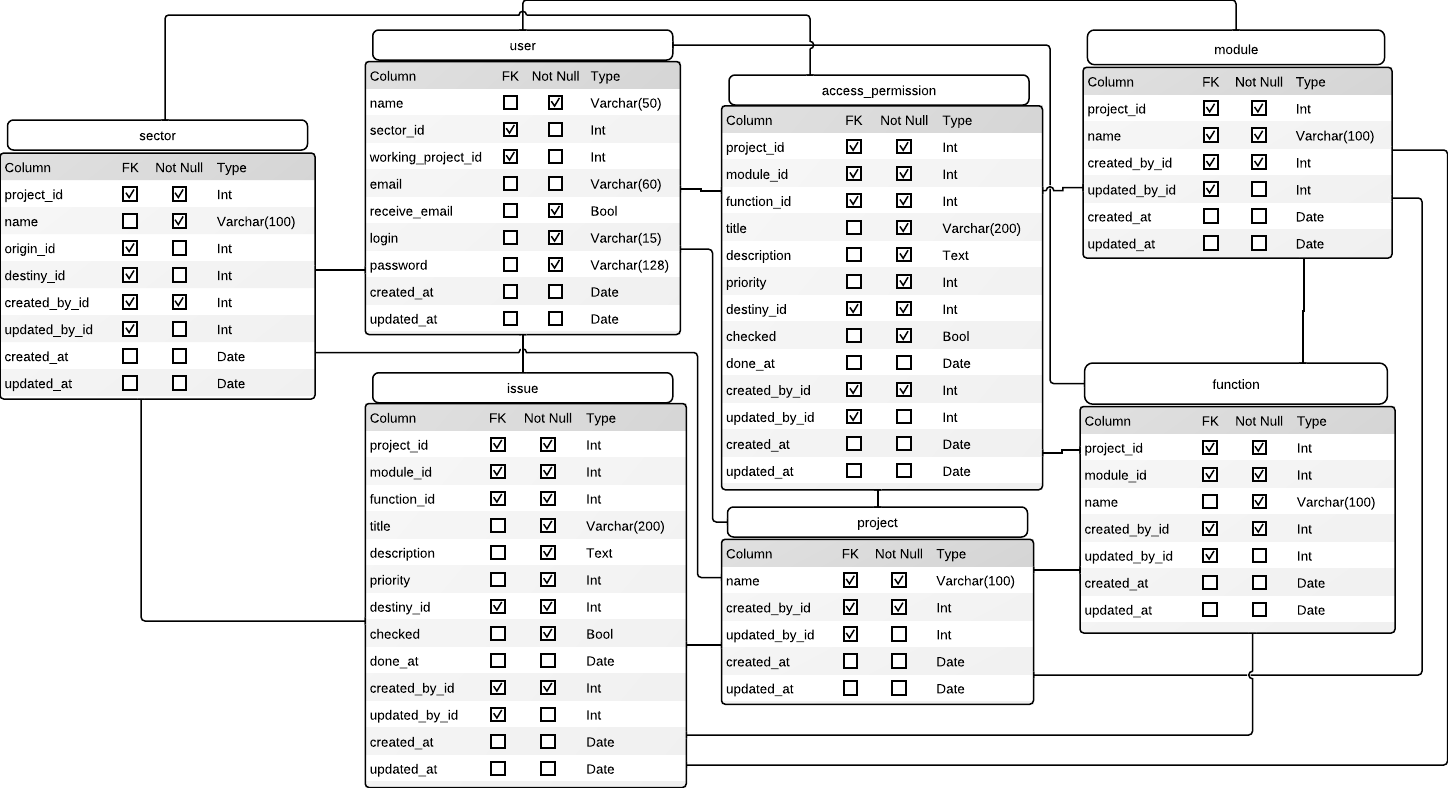 user
Column FK Not Null Type
name Varchar(50)
sector_id Int
working_project_id Int
email Varchar(60)
receive_email Bool
login Varchar(15)
password Varchar(128)
created_at Date
updated_at Date
module
Column FK Not Null Type
project_id Int
name Varchar(100)
created_by_id Int
updated_by_id Int
created_at Date
updated_at Date
access_permission
Column FK Not Null Type
project_id Int
module_id Int
function_id Int
title Varchar(200)
description Text
priority Int
destiny_id Int
checked Bool
done_at Date
created_by_id Int
updated_by_id Int
created_at Date
updated_at Date
sector
Column FK Not Null Type
project_id Int
name Varchar(100)
origin_id Int
destiny_id Int
created_by_id Int
updated_by_id Int
created_at Date
updated_at Date
issue
Column FK Not Null Type
project_id Int
module_id Int
function_id Int
title Varchar(200)
description Text
priority Int
destiny_id Int
checked Bool
done_at Date
created_by_id Int
updated_by_id Int
created_at Date
updated_at Date
function
Column FK Not Null Type
project_id Int
module_id Int
name Varchar(100)
created_by_id Int
updated_by_id Int
created_at Date
updated_at Date
project
Column FK Not Null Type
name Varchar(100)
created_by_id Int
updated_by_id Int
created_at Date
updated_at Date